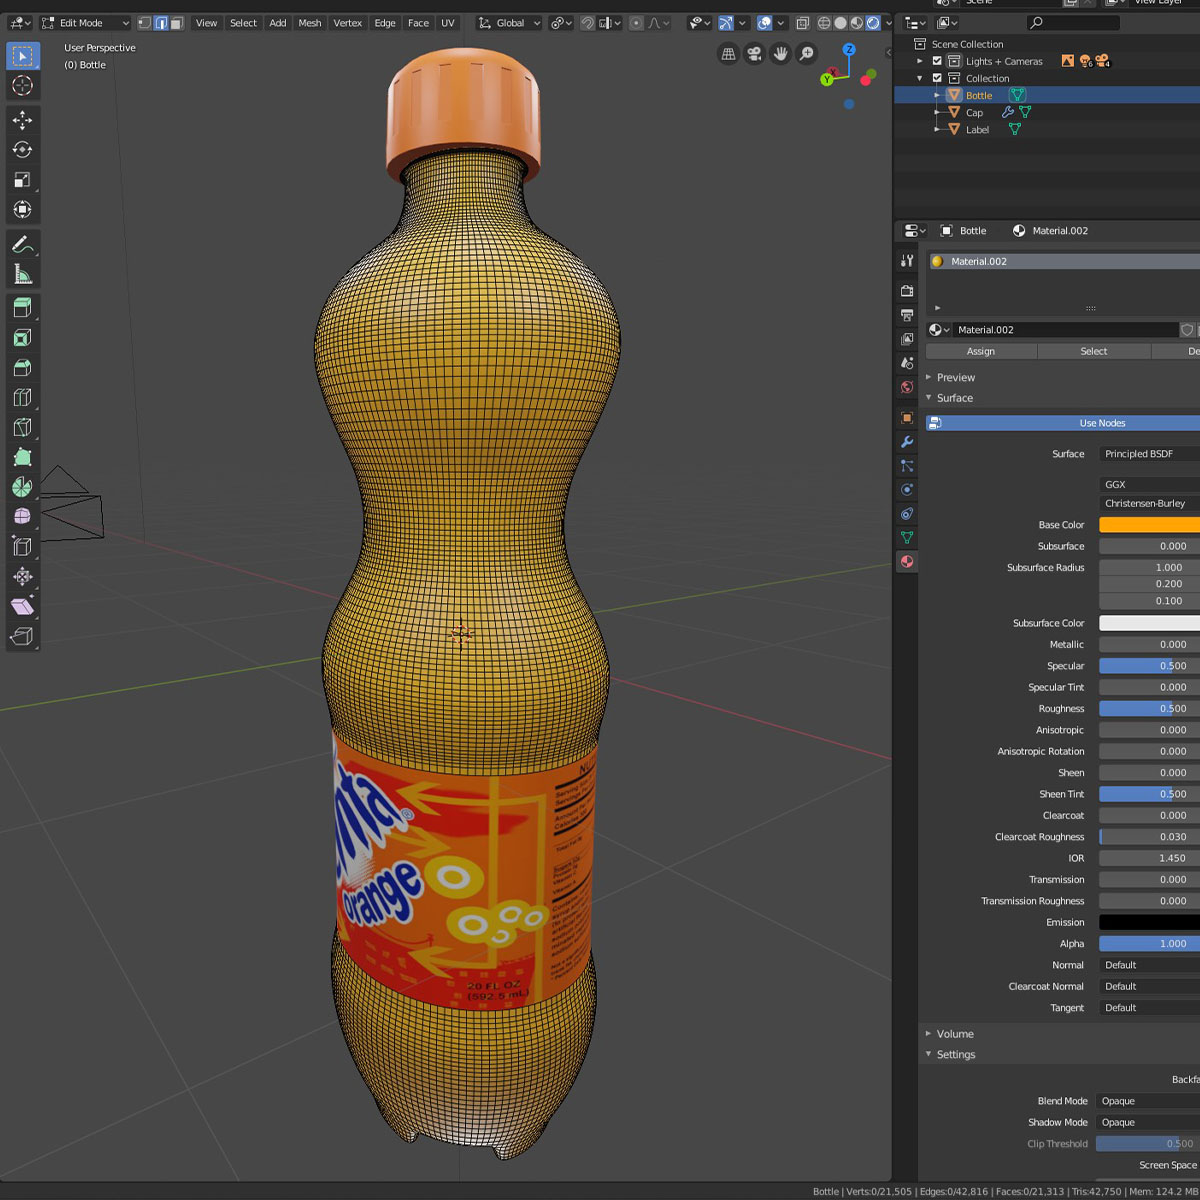 Scene
View Layer
Edit Mode
View Select Add Mesh Vertex Edge Face UV
Global
User Perspective
(0) Bottle
Z
Y
X
Scene Collection
Lights + Cameras
6
4
Collection
Bottle
Cap
Label
Bottle Material.002
Material.002
Material.002
Assign Select De
Preview
Surface
Use Nodes
Surface Principled BSDF
GGX
Christensen-Burley
Base Color
Subsurface 0.000
Subsurface Radius 1.000
0.200
0.100
Subsurface Color
Metallic 0.000
Specular 0.500
Specular Tint 0.000
Roughness 0.500
Anisotropic 0.000
Anisotropic Rotation 0.000
Sheen 0.000
Sheen Tint 0.500
Clearcoat 0.000
Clearcoat Roughness 0.030
IOR 1.450
Transmission 0.000
Transmission Roughness 0.000
Emission
Alpha 1.000
Normal Default
Clearcoat Normal Default
Tangent Default
Volume
Settings
Backfa
Blend Mode Opaque
Shadow Mode Opaque
Clip Threshold 0.500
Screen Space
nta®
orange
20 FL OZ
(592.5 mL)
Bottle | Verts:0/21,505 | Edges:0/42,816 | Faces:0/21,313 | Tris:42,750 | Mem: 124.2 MB